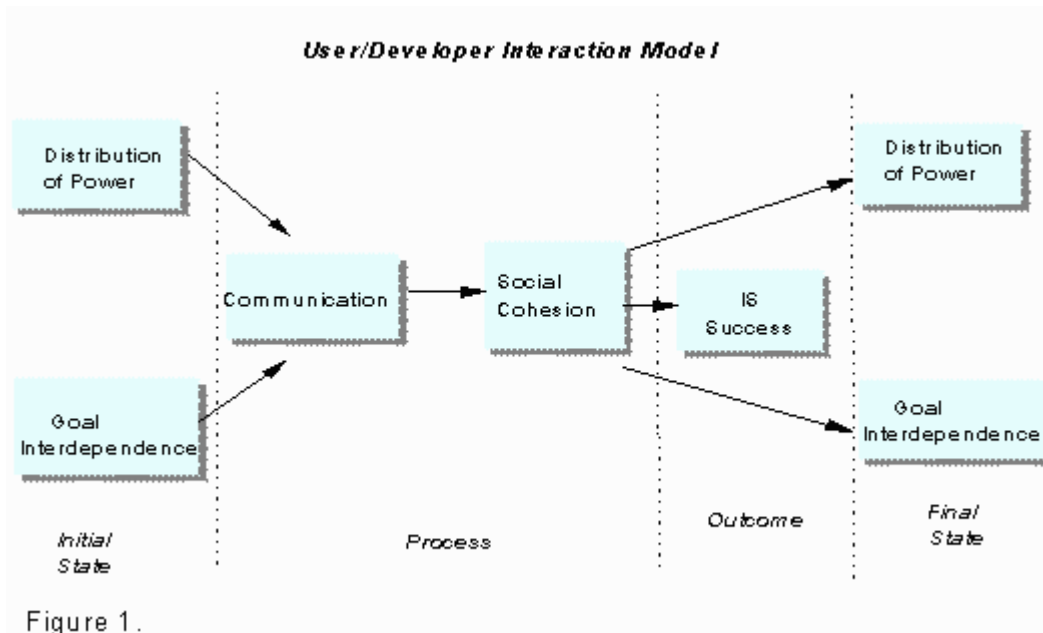 User/Developer Interaction Model
Distribution
of Power
Goal
Interdependence
Communication
Social
Cohesion
IS
Success
Distribution
of Power
Goal
Interdependence
Initial
State
Process
Outcome
Final
State
Figure 1.